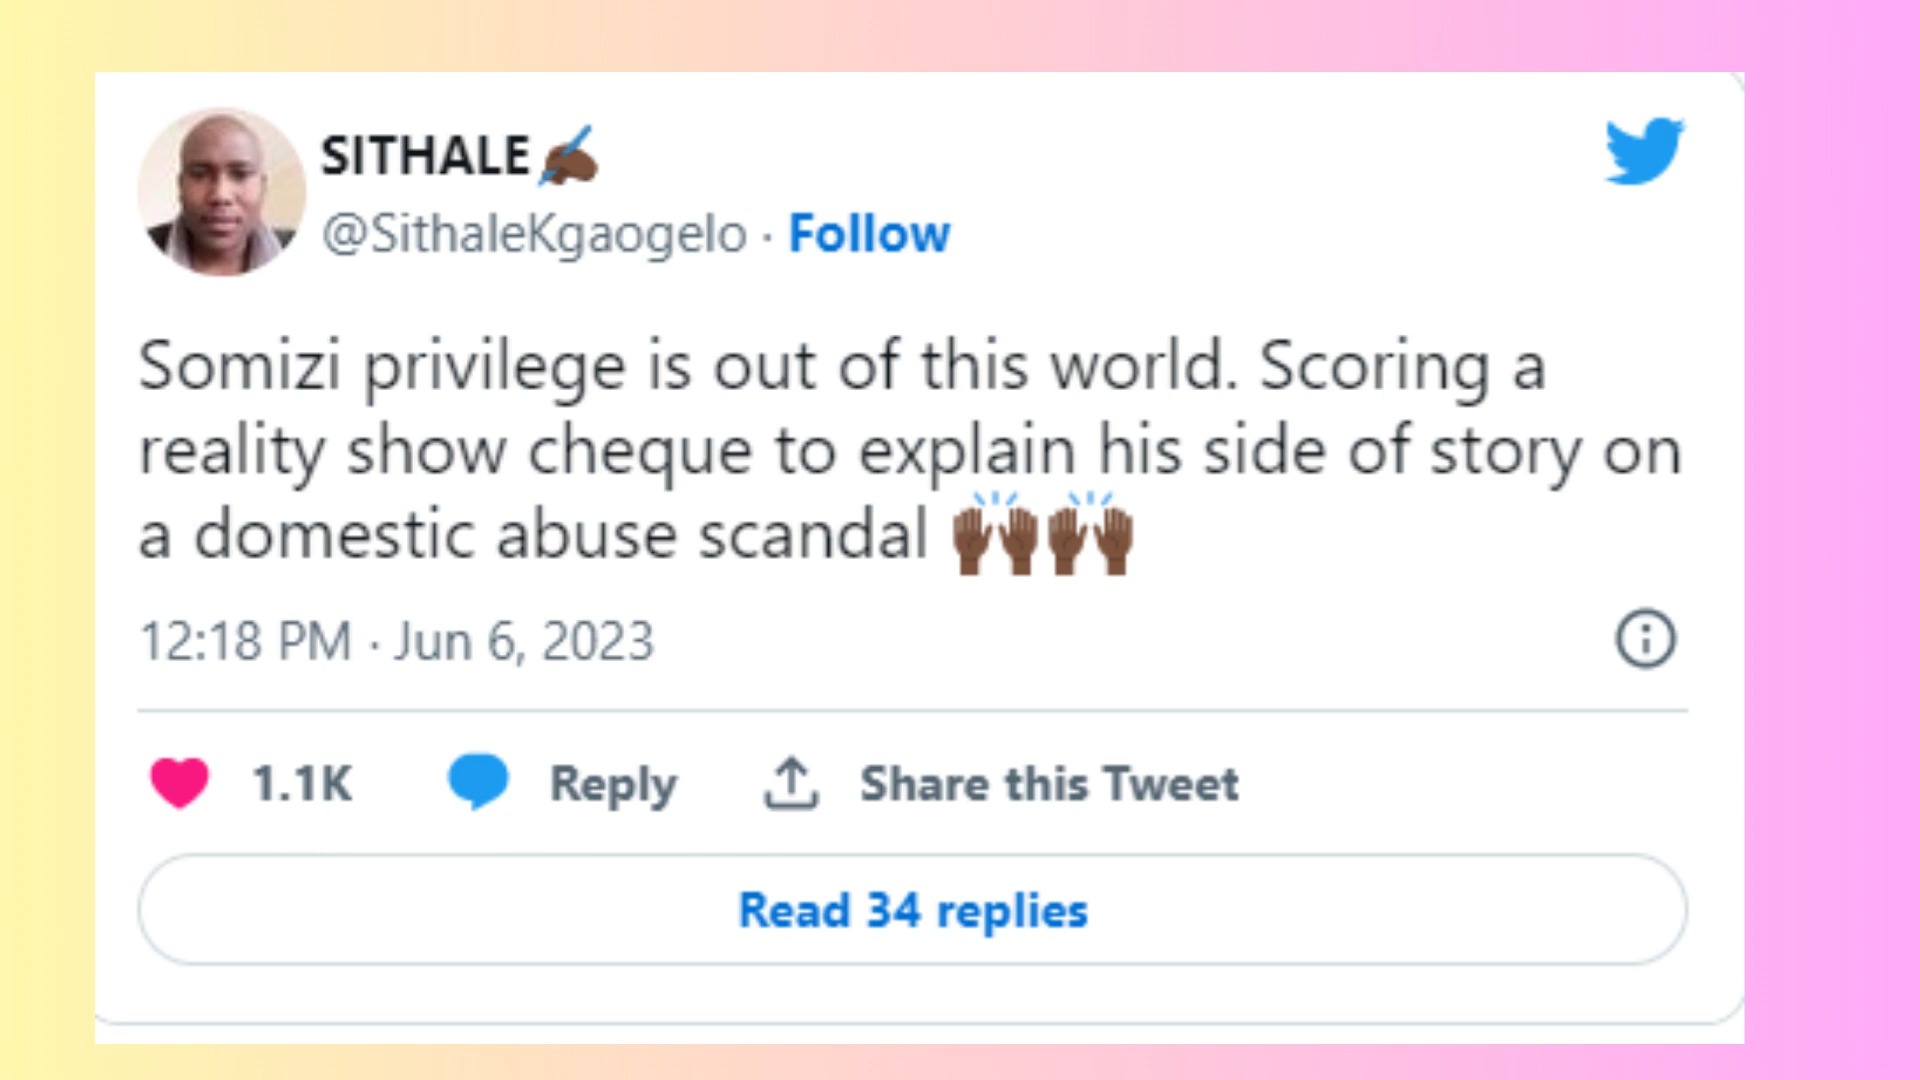 SITHALE✍🏿
@SithaleKgaogelo · Follow
Somizi privilege is out of this world. Scoring a
reality show cheque to explain his side of story on
a domestic abuse scandal 🙌🏿🙌🏿
12:18 PM · Jun 6, 2023
1.1K Reply Share this Tweet
Read 34 replies